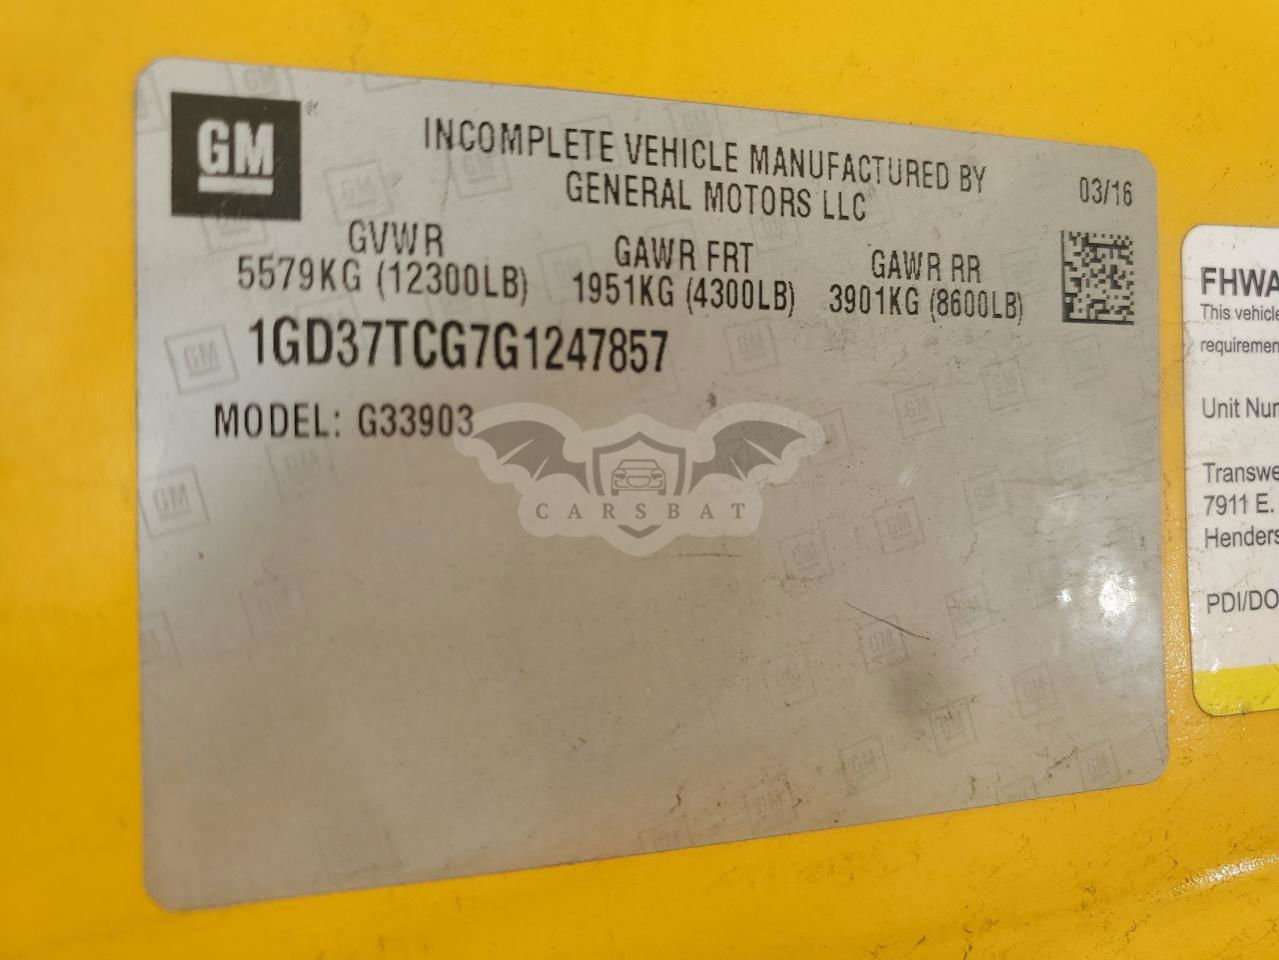 GM
INCOMPLETE VEHICLE MANUFACTURED BY
GENERAL MOTORS LLC
03/16
GVWR
5579KG (12300LB)
GAWR FRT
1951KG (4300LB)
GAWR RR
3901KG (8600LB)
1GD37TCG7G1247857
MODEL: G33903
CARSBAT
FHWA
This vehicle
requiremen
Unit Nu
Transwe
7911 E.
Henders
PDI/DO